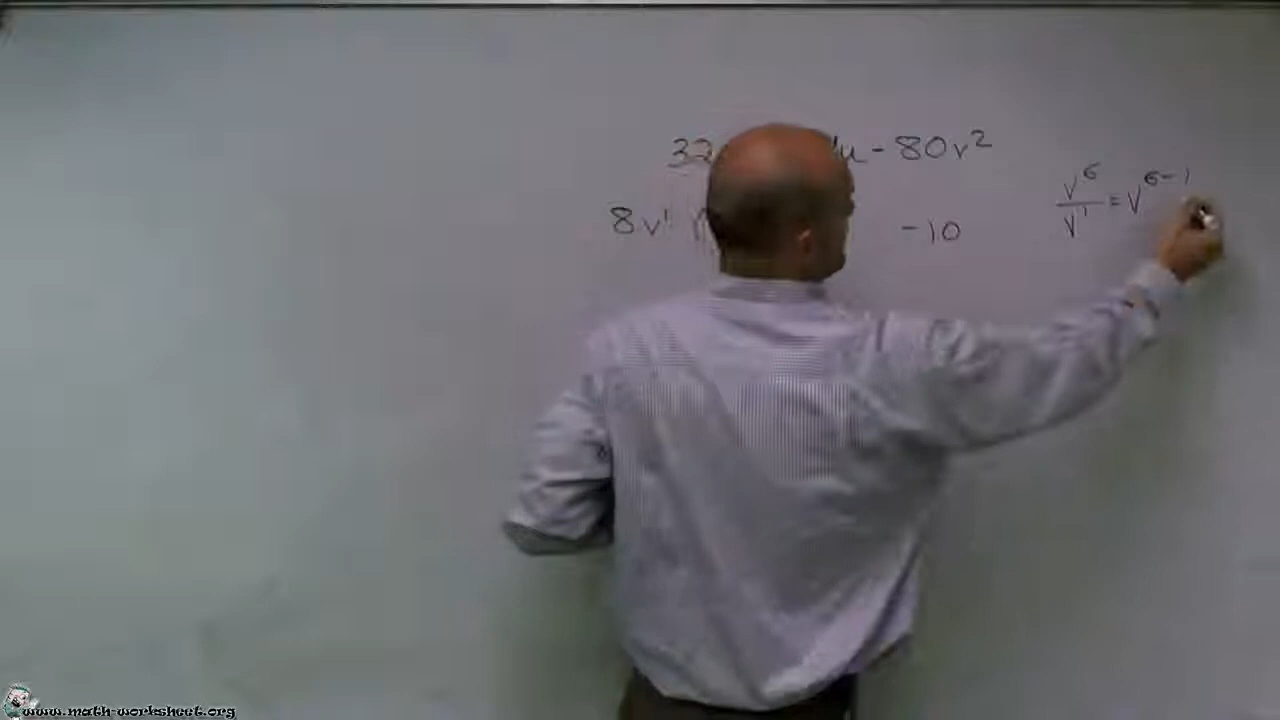 32 u - 80v²
8v¹ ( -10
v⁶/v¹ = v⁶⁻¹
www.math-worksheet.org